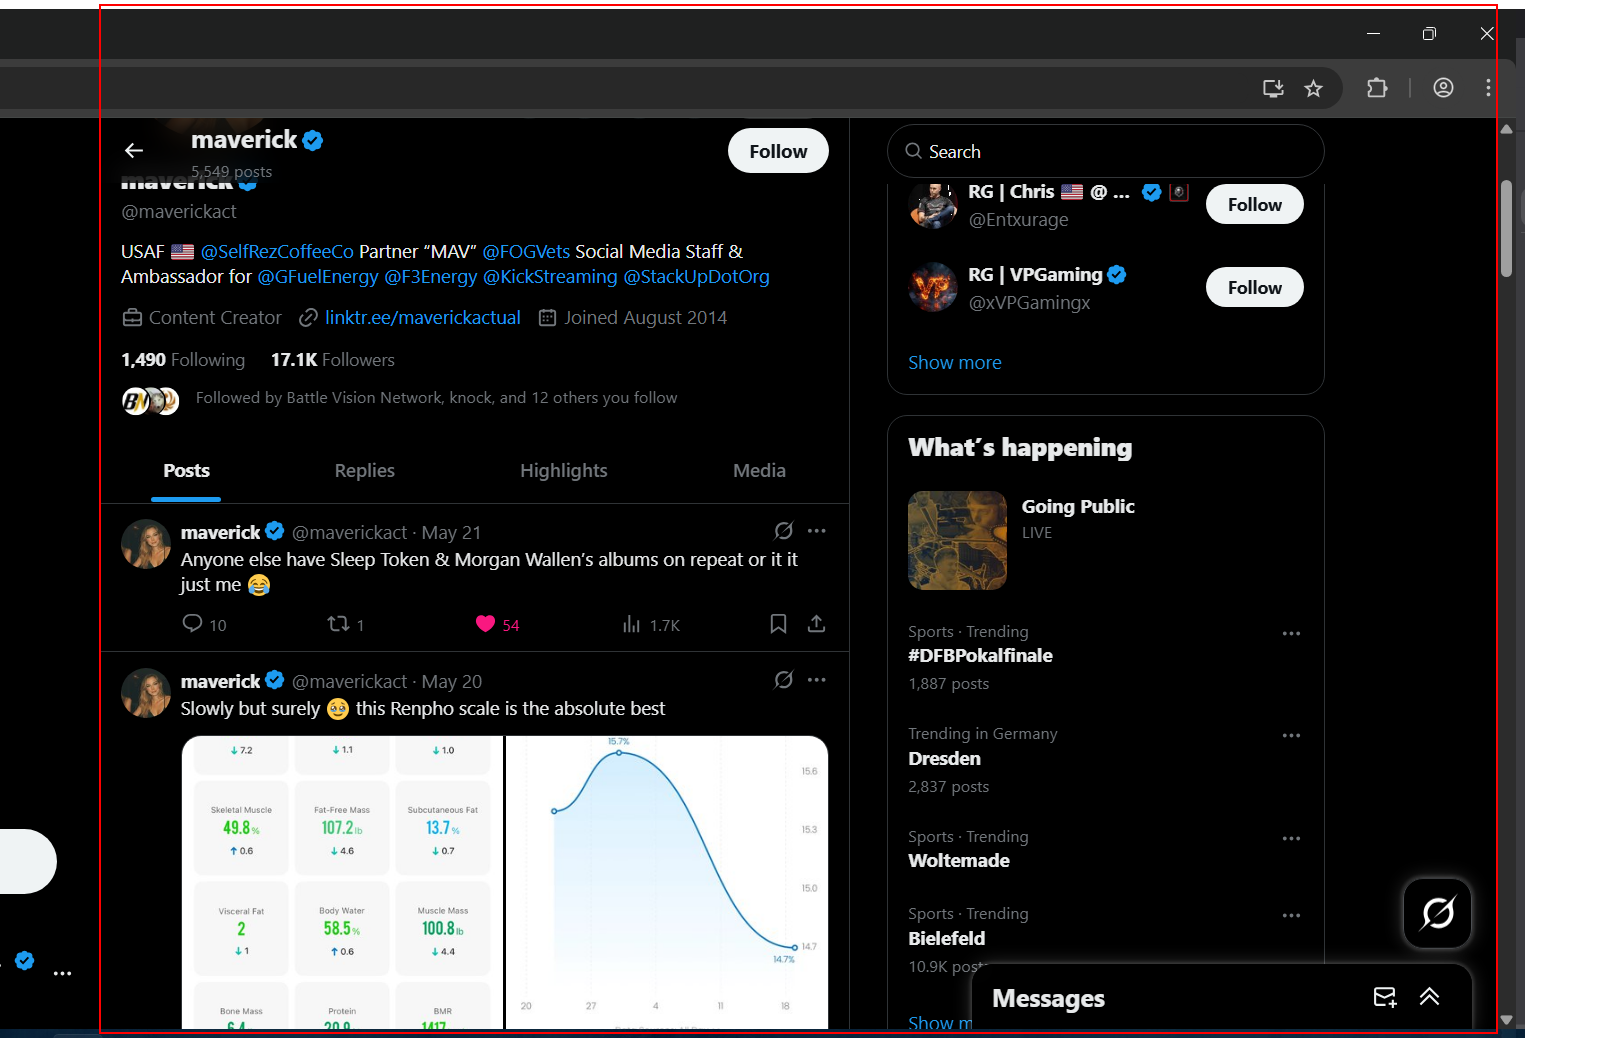 maverick
5,549 posts
Follow
maverick
@maverickact
USAF 🇺🇸 @SelfRezCoffeeCo Partner “MAV” @FOGVets Social Media Staff &
Ambassador for @GFuelEnergy @F3Energy @KickStreaming @StackUpDotOrg
Content Creator linktr.ee/maverickactual Joined August 2014
1,490 Following 17.1K Followers
BN
Followed by Battle Vision Network, knock, and 12 others you follow
Posts Replies Highlights Media
maverick @maverickact · May 21
Anyone else have Sleep Token & Morgan Wallen’s albums on repeat or it it
just me 😂
10 1 54 1.7K
maverick @maverickact · May 20
Slowly but surely 🥹 this Renpho scale is the absolute best
↓ 7.2 ↓ 1.1 ↓ 1.0
Skeletal Muscle Fat-Free Mass Subcutaneous Fat
49.8% 107.2lb 13.7%
↑ 0.6 ↓ 4.6 ↓ 0.7
Visceral Fat Body Water Muscle Mass
2 58.5% 100.8lb
↓ 1 ↑ 0.6 ↓ 4.4
Bone Mass Protein BMR
15.7%
15.6
15.3
15.0
14.7
14.7%
20 27 4 11 18
Search
RG | Chris 🇺🇸 @ ...
@Entxurage
Follow
VP
RG | VPGaming
@xVPGamingx
Follow
Show more
What’s happening
Going Public
LIVE
Sports · Trending
#DFBPokalfinale
1,887 posts
Trending in Germany
Dresden
2,837 posts
Sports · Trending
Woltemade
Sports · Trending
Bielefeld
10.9K posts
Show m
Messages